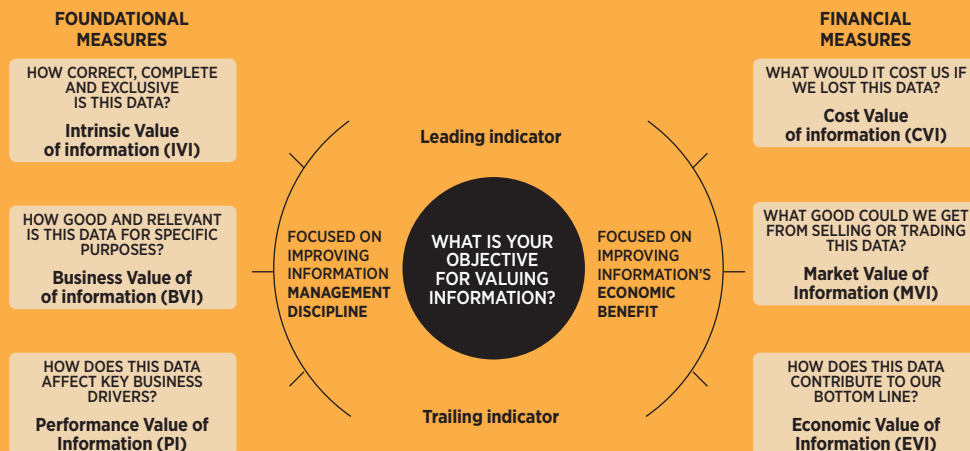 FOUNDATIONAL
MEASURES
HOW CORRECT, COMPLETE
AND EXCLUSIVE
IS THIS DATA?
Intrinsic Value
of information (IVI)
HOW GOOD AND RELEVANT
IS THIS DATA FOR SPECIFIC
PURPOSES?
Business Value of
of information (BVI)
HOW DOES THIS DATA
AFFECT KEY BUSINESS
DRIVERS?
Performance Value of
Information (PI)
Leading indicator
FOCUSED ON
IMPROVING
INFORMATION
MANAGEMENT
DISCIPLINE
WHAT IS YOUR
OBJECTIVE
FOR VALUING
INFORMATION?
FOCUSED ON
IMPROVING
INFORMATION'S
ECONOMIC
BENEFIT
Trailing indicator
FINANCIAL
MEASURES
WHAT WOULD IT COST US IF
WE LOST THIS DATA?
Cost Value
of information (CVI)
WHAT GOOD COULD WE GET
FROM SELLING OR TRADING
THIS DATA?
Market Value of
Information (MVI)
HOW DOES THIS DATA
CONTRIBUTE TO OUR
BOTTOM LINE?
Economic Value of
Information (EVI)